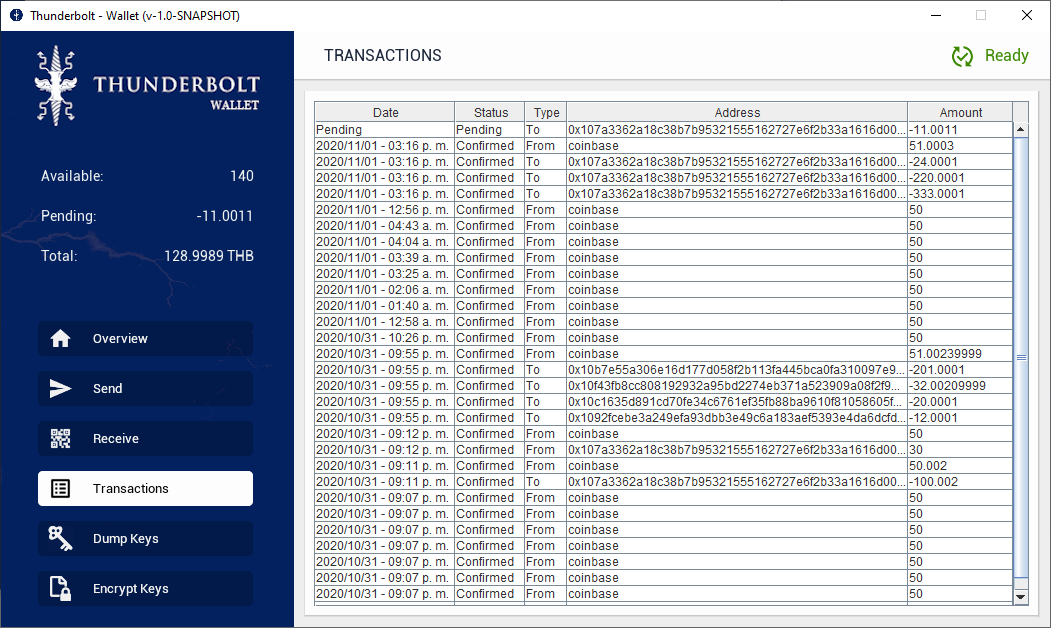 Thunderbolt - Wallet (v-1.0-SNAPSHOT)
THUNDERBOLT
WALLET
Available: 140
Pending: -11.0011
Total: 128.9989 THB
Overview
Send
Receive
Transactions
Dump Keys
Encrypt Keys
TRANSACTIONS
Ready
Date Status Type Address Amount
Pending Pending To 0x107a3362a18c38b7b95321555162727e6f2b33a1616d00... -11.0011
2020/11/01 - 03:16 p. m. Confirmed From coinbase 51.0003
2020/11/01 - 03:16 p. m. Confirmed To 0x107a3362a18c38b7b95321555162727e6f2b33a1616d00... -24.0001
2020/11/01 - 03:16 p. m. Confirmed To 0x107a3362a18c38b7b95321555162727e6f2b33a1616d00... -220.0001
2020/11/01 - 03:16 p. m. Confirmed To 0x107a3362a18c38b7b95321555162727e6f2b33a1616d00... -333.0001
2020/11/01 - 12:56 p. m. Confirmed From coinbase 50
2020/11/01 - 04:43 a. m. Confirmed From coinbase 50
2020/11/01 - 04:04 a. m. Confirmed From coinbase 50
2020/11/01 - 03:39 a. m. Confirmed From coinbase 50
2020/11/01 - 03:25 a. m. Confirmed From coinbase 50
2020/11/01 - 02:06 a. m. Confirmed From coinbase 50
2020/11/01 - 01:40 a. m. Confirmed From coinbase 50
2020/11/01 - 12:58 a. m. Confirmed From coinbase 50
2020/10/31 - 10:26 p. m. Confirmed From coinbase 50
2020/10/31 - 09:55 p. m. Confirmed From coinbase 51.00239999
2020/10/31 - 09:55 p. m. Confirmed To 0x10b7e55a306e16d177d058f2b113fa445bca0fa310097e9... -201.0001
2020/10/31 - 09:55 p. m. Confirmed To 0x10f43fb8cc808192932a95bd2274eb371a523909a08f2f9... -32.00209999
2020/10/31 - 09:55 p. m. Confirmed To 0x10c1635d891cd70fe34c6761ef35fb88ba9610f81058605f... -20.0001
2020/10/31 - 09:55 p. m. Confirmed To 0x1092fcebe3a249efa93dbb3e49c6a183aef5393e4da6dcfd... -12.0001
2020/10/31 - 09:12 p. m. Confirmed From coinbase 50
2020/10/31 - 09:12 p. m. Confirmed From 0x107a3362a18c38b7b95321555162727e6f2b33a1616d00... 30
2020/10/31 - 09:11 p. m. Confirmed From coinbase 50.002
2020/10/31 - 09:11 p. m. Confirmed To 0x107a3362a18c38b7b95321555162727e6f2b33a1616d00... -100.002
2020/10/31 - 09:07 p. m. Confirmed From coinbase 50
2020/10/31 - 09:07 p. m. Confirmed From coinbase 50
2020/10/31 - 09:07 p. m. Confirmed From coinbase 50
2020/10/31 - 09:07 p. m. Confirmed From coinbase 50
2020/10/31 - 09:07 p. m. Confirmed From coinbase 50
2020/10/31 - 09:07 p. m. Confirmed From coinbase 50
2020/10/31 - 09:07 p. m. Confirmed From coinbase 50